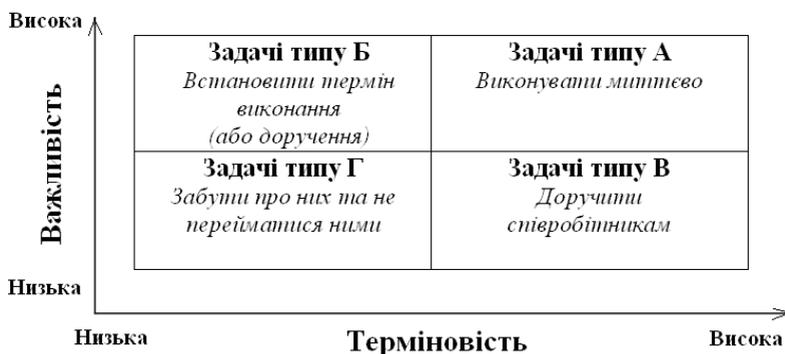 Висока
Важливість
Задачі типу Б
Встановити термін
виконання
(або доручення)
Задачі типу А
Виконувати миттєво
Задачі типу Г
Забути про них та не
перейматися ними
Задачі типу В
Доручити
співробітникам
Низька
Низька
Терміновість
Висока